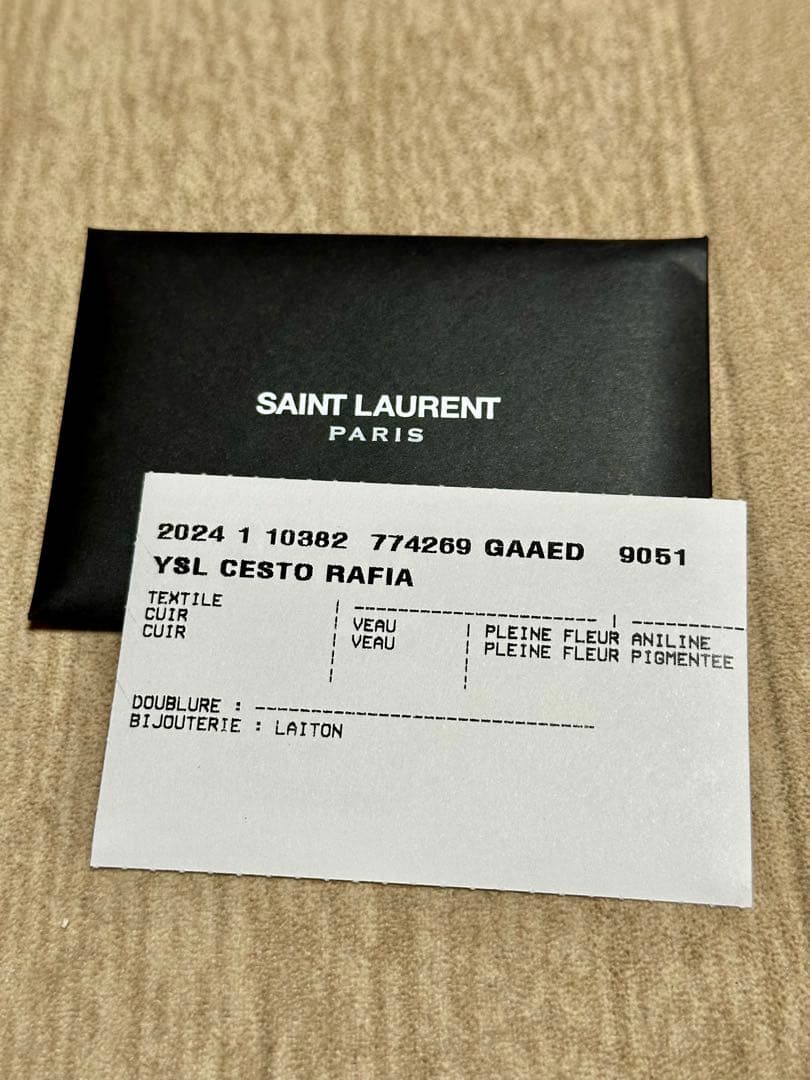 SAINT LAURENT
PARIS
2024 1 10382 774269 GAAED 9051
YSL CESTO RAFIA
TEXTILE
CUIR VEAU PLEINE FLEUR ANILINE
CUIR VEAU PLEINE FLEUR PIGMENTEE
DOUBLURE :
BIJOUTERIE : LAITON